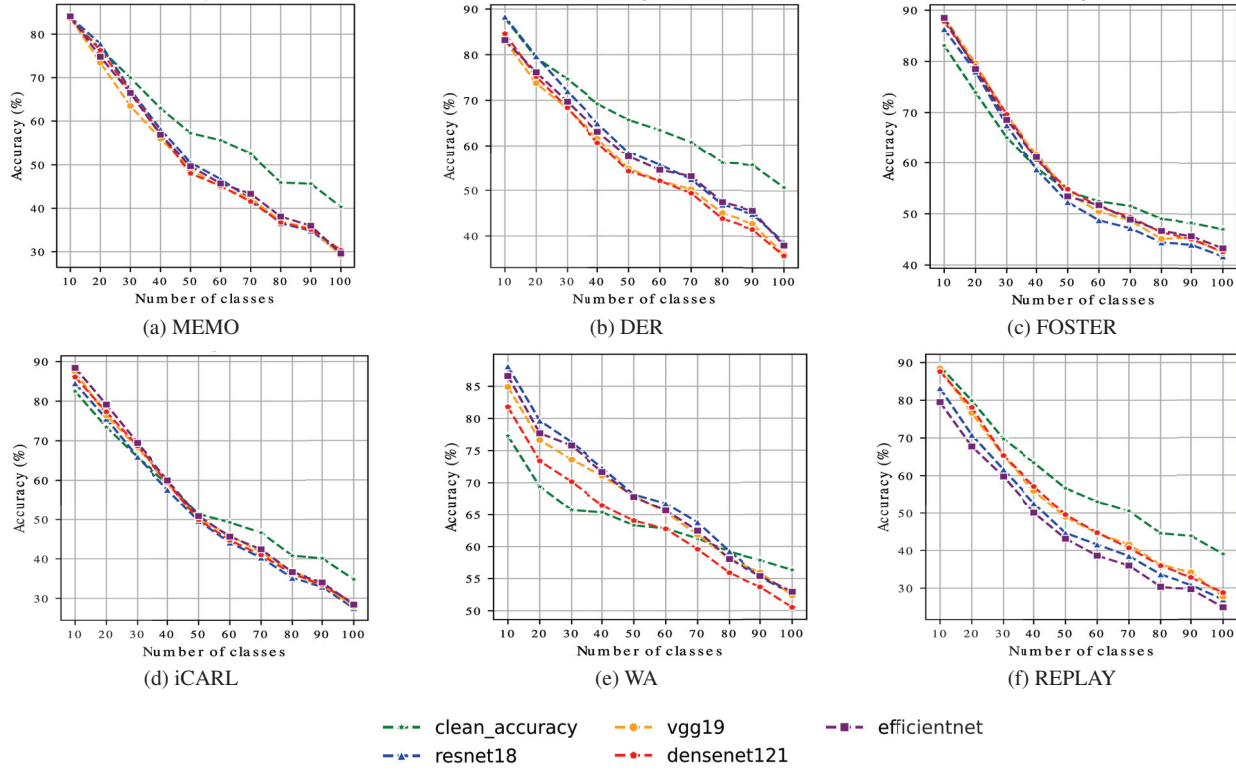 90
80
70
60
50
40
30
Accuracy (%)
10 20 30 40 50 60 70 80 90 100
Number of classes
(a) MEMO
90
80
70
60
50
40
Accuracy (%)
10 20 30 40 50 60 70 80 90 100
Number of classes
(b) DER
90
80
70
60
50
40
Accuracy (%)
10 20 30 40 50 60 70 80 90 100
Number of classes
(c) FOSTER
90
80
70
60
50
40
30
Accuracy (%)
10 20 30 40 50 60 70 80 90 100
Number of classes
(d) iCARL
85
80
75
70
65
60
55
50
Accuracy (%)
10 20 30 40 50 60 70 80 90 100
Number of classes
(e) WA
90
80
70
60
50
40
30
Accuracy (%)
10 20 30 40 50 60 70 80 90 100
Number of classes
(f) REPLAY
clean_accuracy vgg19 efficientnet
resnet18 densenet121